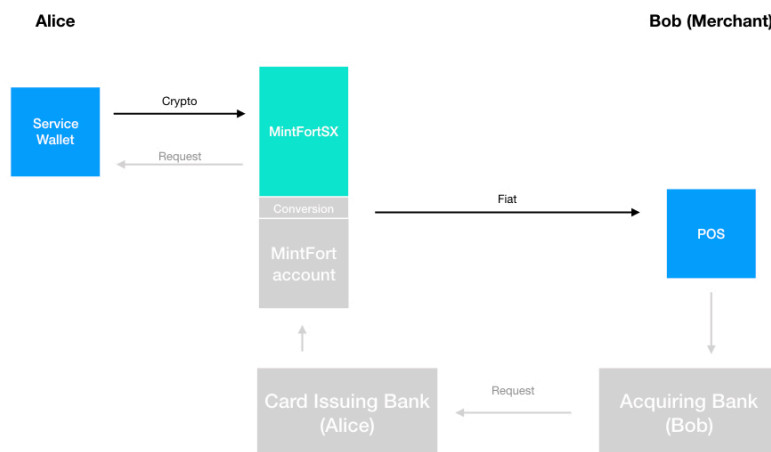 Alice
Bob (Merchant)
Crypto
MintFortSX
Service
Wallet
Request
Conversion
Fiat
MintFort
account
POS
Card Issuing Bank
(Alice)
Request
Acquiring Bank
(Bob)